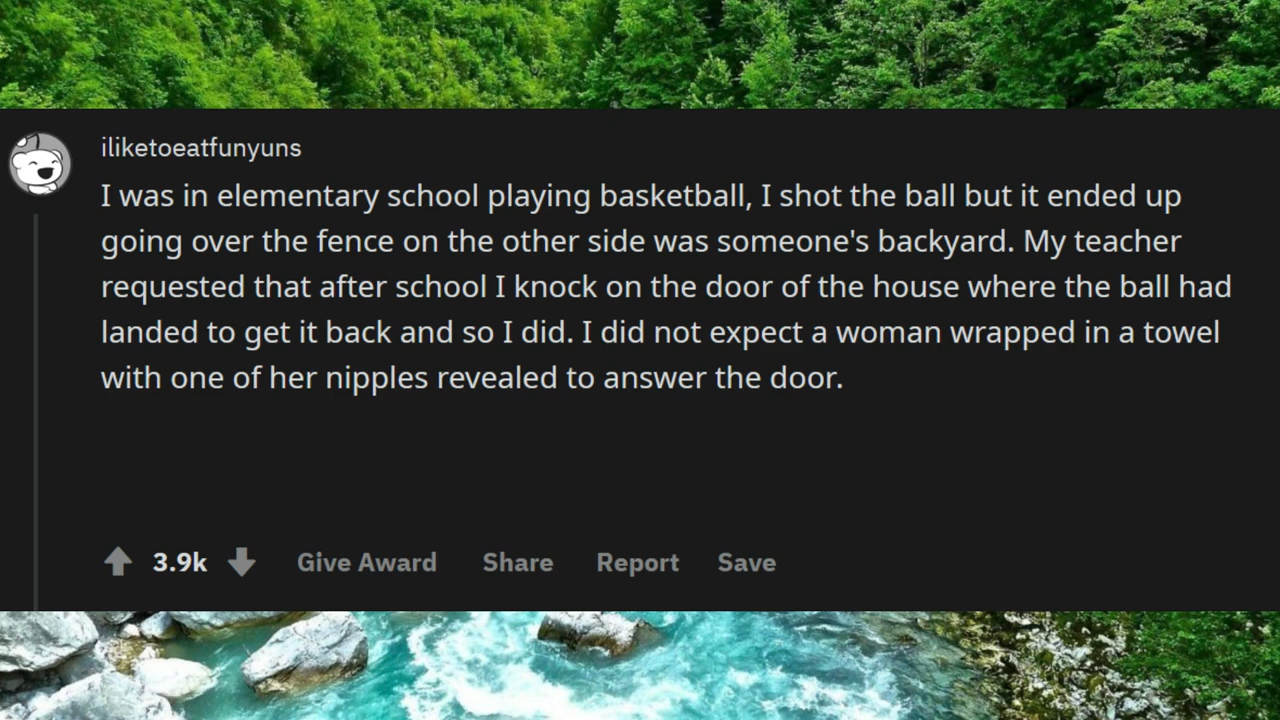 iliketoeatfunyuns
I was in elementary school playing basketball, I shot the ball but it ended up
going over the fence on the other side was someone's backyard. My teacher
requested that after school I knock on the door of the house where the ball had
landed to get it back and so I did. I did not expect a woman wrapped in a towel
with one of her nipples revealed to answer the door.
3.9k Give Award Share Report Save